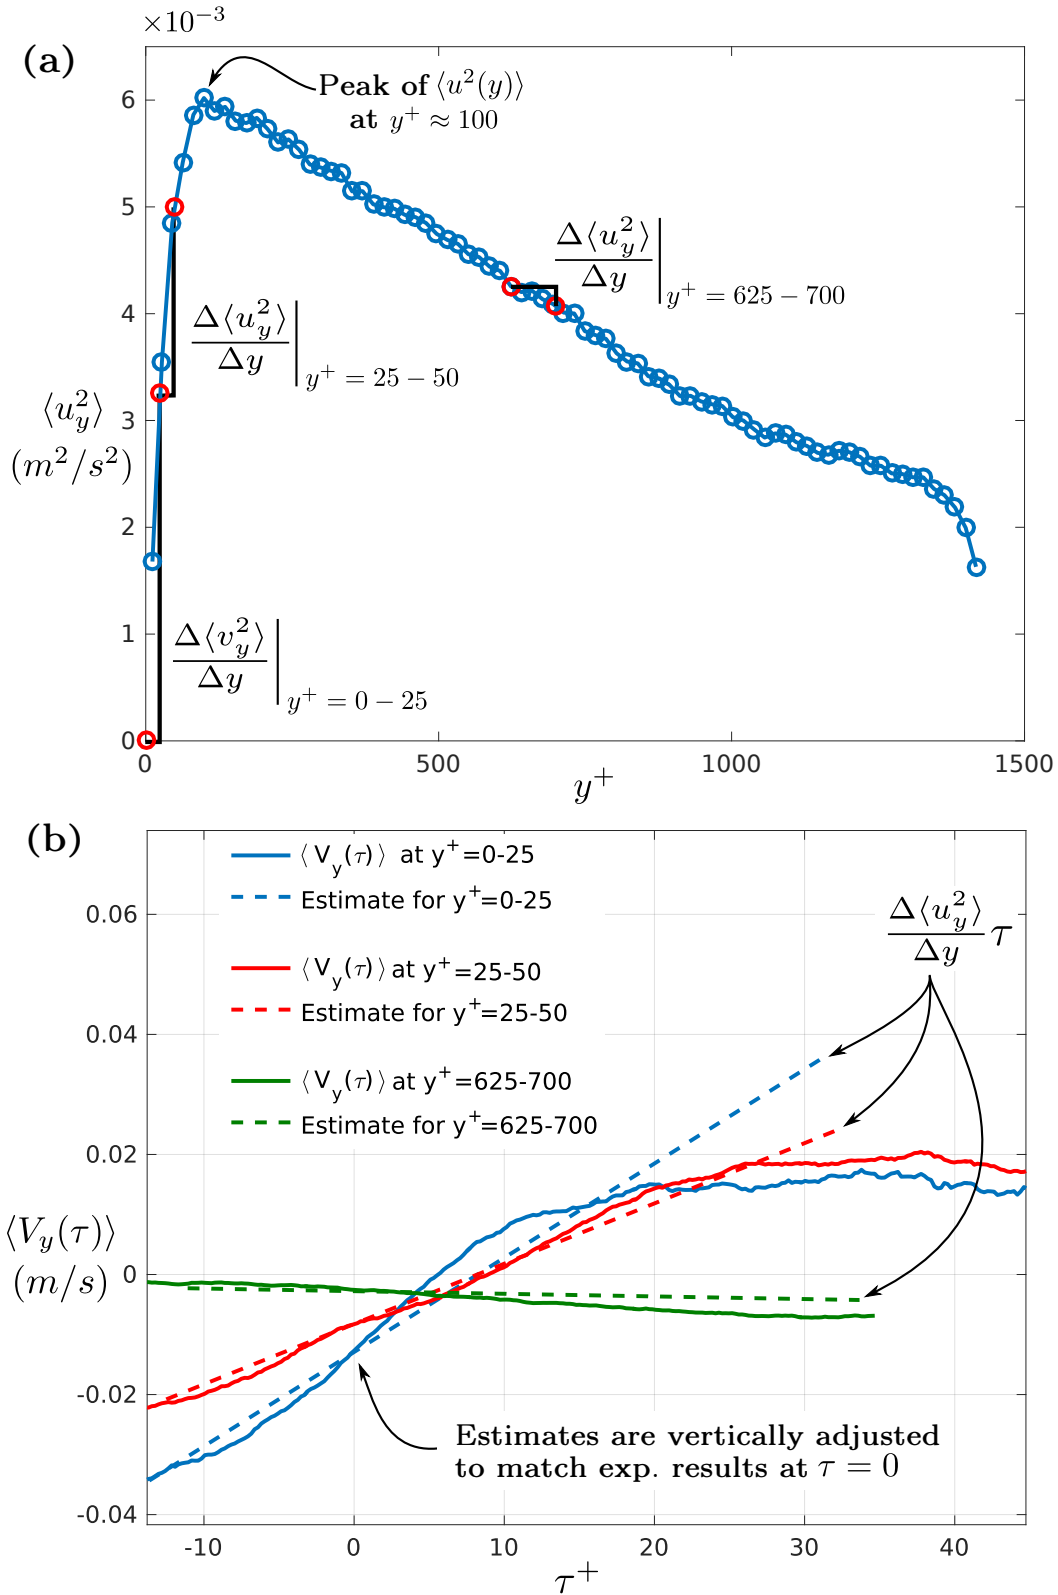 ×10⁻³
(a)
Peak of ⟨u²(y)⟩
at y⁺ ≈ 100
6
5
4
3
2
1
0
⟨u_y²⟩
(m²/s²)
Δ⟨u_y²⟩/Δy | y⁺ = 625 − 700
Δ⟨u_y²⟩/Δy | y⁺ = 25 − 50
Δ⟨v_y²⟩/Δy | y⁺ = 0 − 25
0 500 1000 1500
y⁺
(b)
⟨V_y(τ)⟩ at y⁺=0-25
Estimate for y⁺=0-25
⟨V_y(τ)⟩ at y⁺=25-50
Estimate for y⁺=25-50
⟨V_y(τ)⟩ at y⁺=625-700
Estimate for y⁺=625-700
Δ⟨u_y²⟩/Δy τ
0.06
0.04
0.02
0
-0.02
-0.04
⟨V_y(τ)⟩
(m/s)
Estimates are vertically adjusted
to match exp. results at τ = 0
-10 0 10 20 30 40
τ⁺